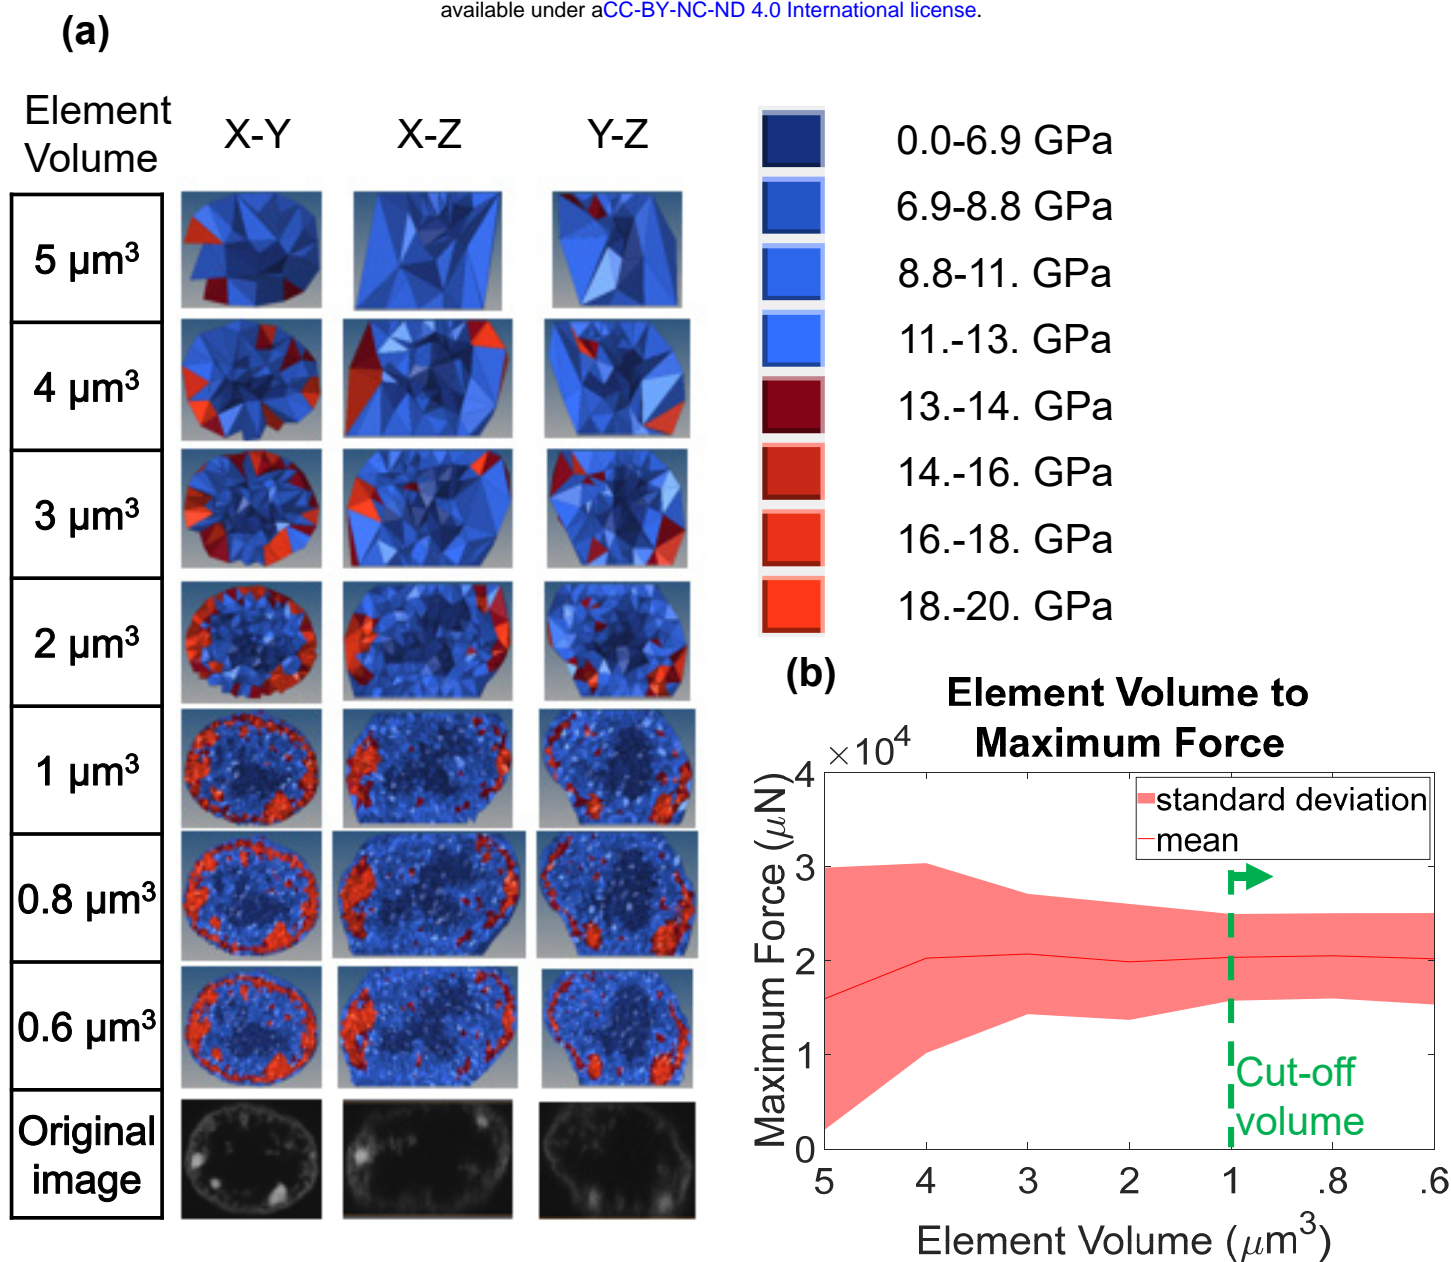 available under aCC-BY-NC-ND 4.0 International license.
(a)
Element
Volume
X-Y
X-Z
Y-Z
5 µm³
4 µm³
3 µm³
2 µm³
1 µm³
0.8 µm³
0.6 µm³
Original
image
0.0-6.9 GPa
6.9-8.8 GPa
8.8-11. GPa
11.-13. GPa
13.-14. GPa
14.-16. GPa
16.-18. GPa
18.-20. GPa
(b)
Element Volume to
Maximum Force
×10⁴
standard deviation
mean
Cut-off
volume
Maximum Force (µN)
4
3
2
1
0
5 4 3 2 1 .8 .6
Element Volume (µm³)